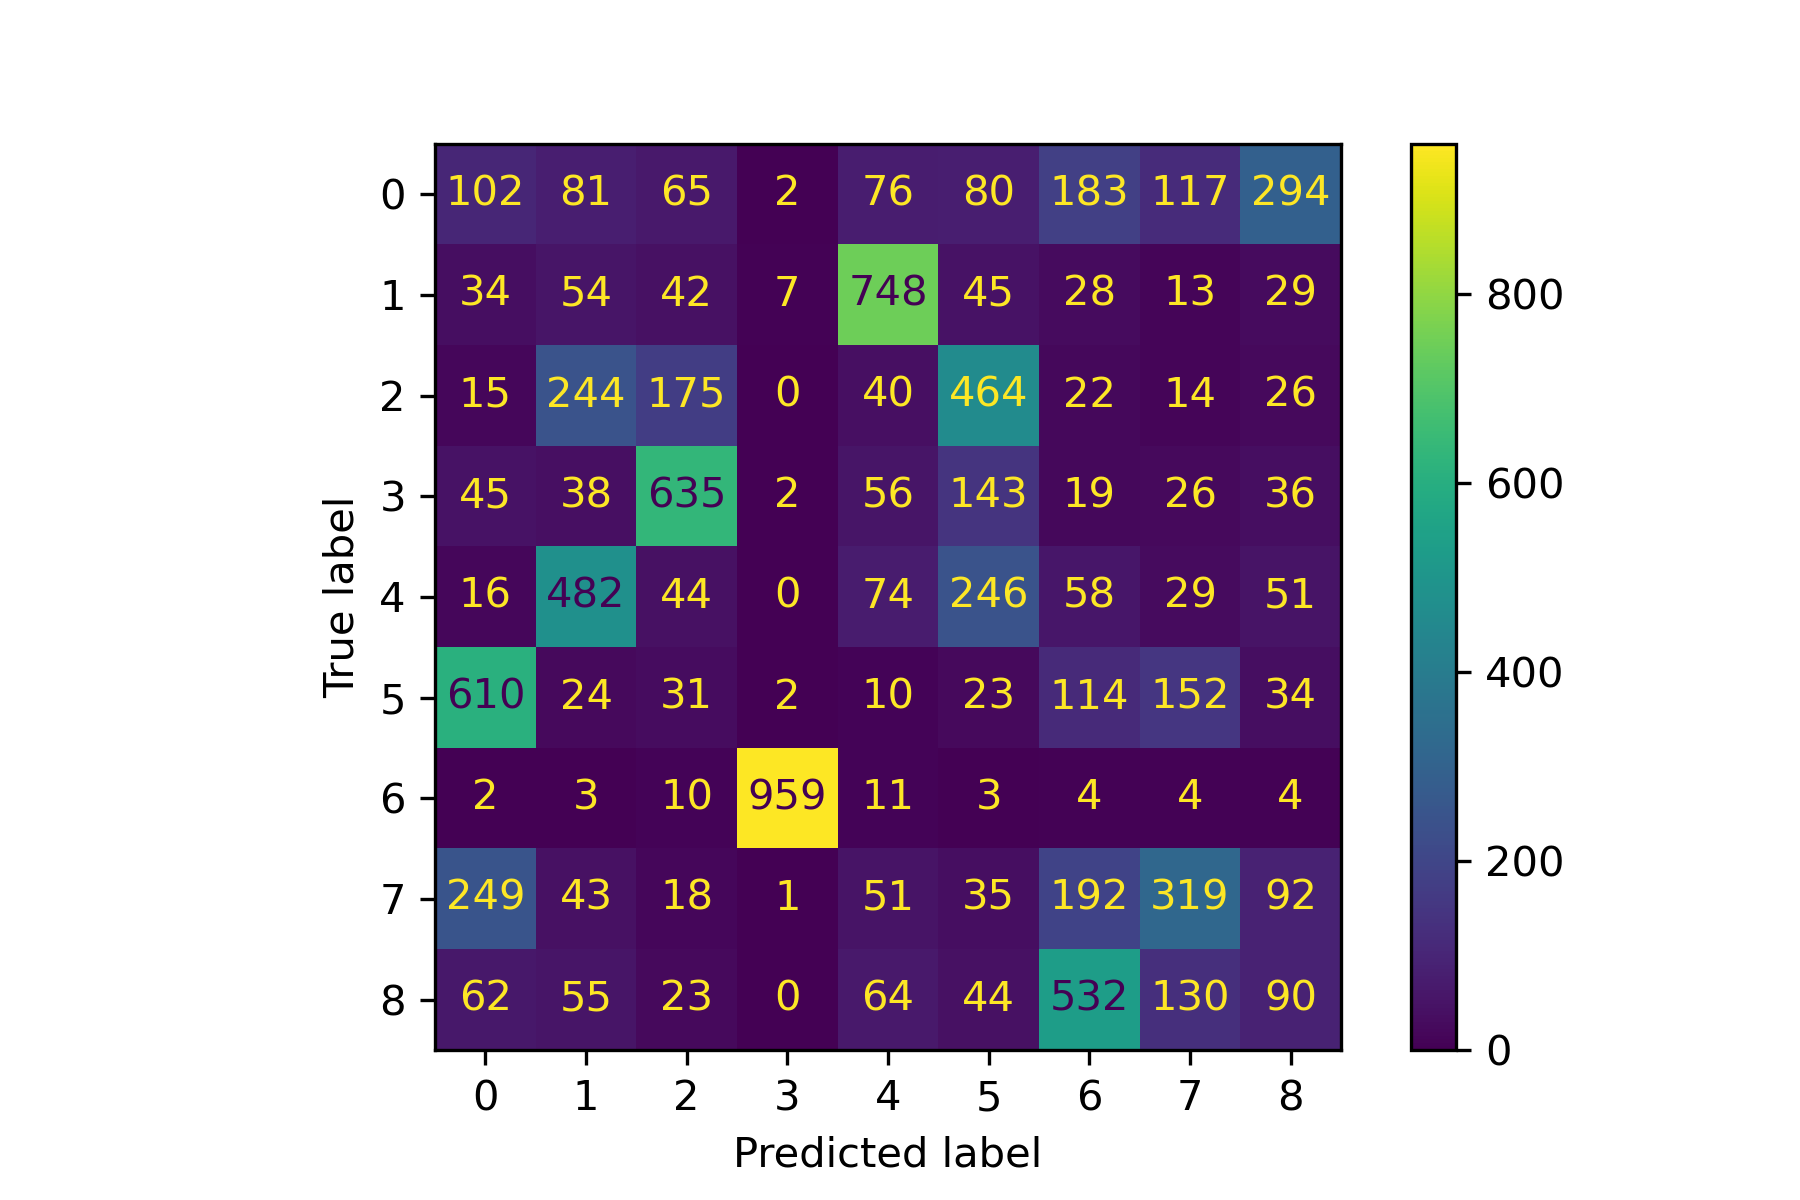 0 102 81 65 2 76 80 183 117 294
1 34 54 42 7 748 45 28 13 29
2 15 244 175 0 40 464 22 14 26
3 45 38 635 2 56 143 19 26 36
4 16 482 44 0 74 246 58 29 51
5 610 24 31 2 10 23 114 152 34
6 2 3 10 959 11 3 4 4 4
7 249 43 18 1 51 35 192 319 92
8 62 55 23 0 64 44 532 130 90
0 1 2 3 4 5 6 7 8
Predicted label
True label
800
600
400
200
0